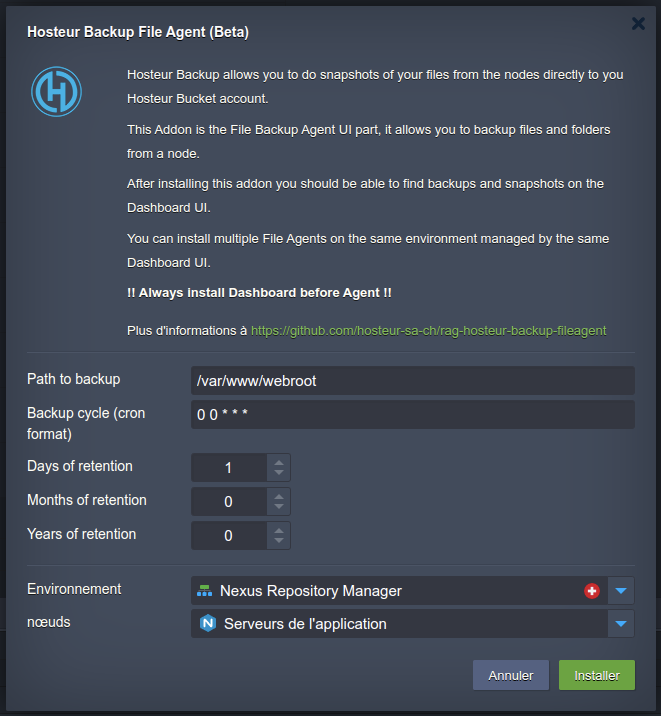 Hosteur Backup File Agent (Beta)
Hosteur Backup allows you to do snapshots of your files from the nodes directly to you
Hosteur Bucket account.
This Addon is the File Backup Agent UI part, it allows you to backup files and folders
from a node.
After installing this addon you should be able to find backups and snapshots on the
Dashboard UI.
You can install multiple File Agents on the same environment managed by the same
Dashboard UI.
!! Always install Dashboard before Agent !!
Plus d'informations à https://github.com/hosteur-sa-ch/rag-hosteur-backup-fileagent
Path to backup
/var/www/webroot
Backup cycle (cron
format)
0 0 * * *
Days of retention
1
Months of retention
0
Years of retention
0
Environnement
Nexus Repository Manager
nœuds
Serveurs de l'application
Annuler
Installer